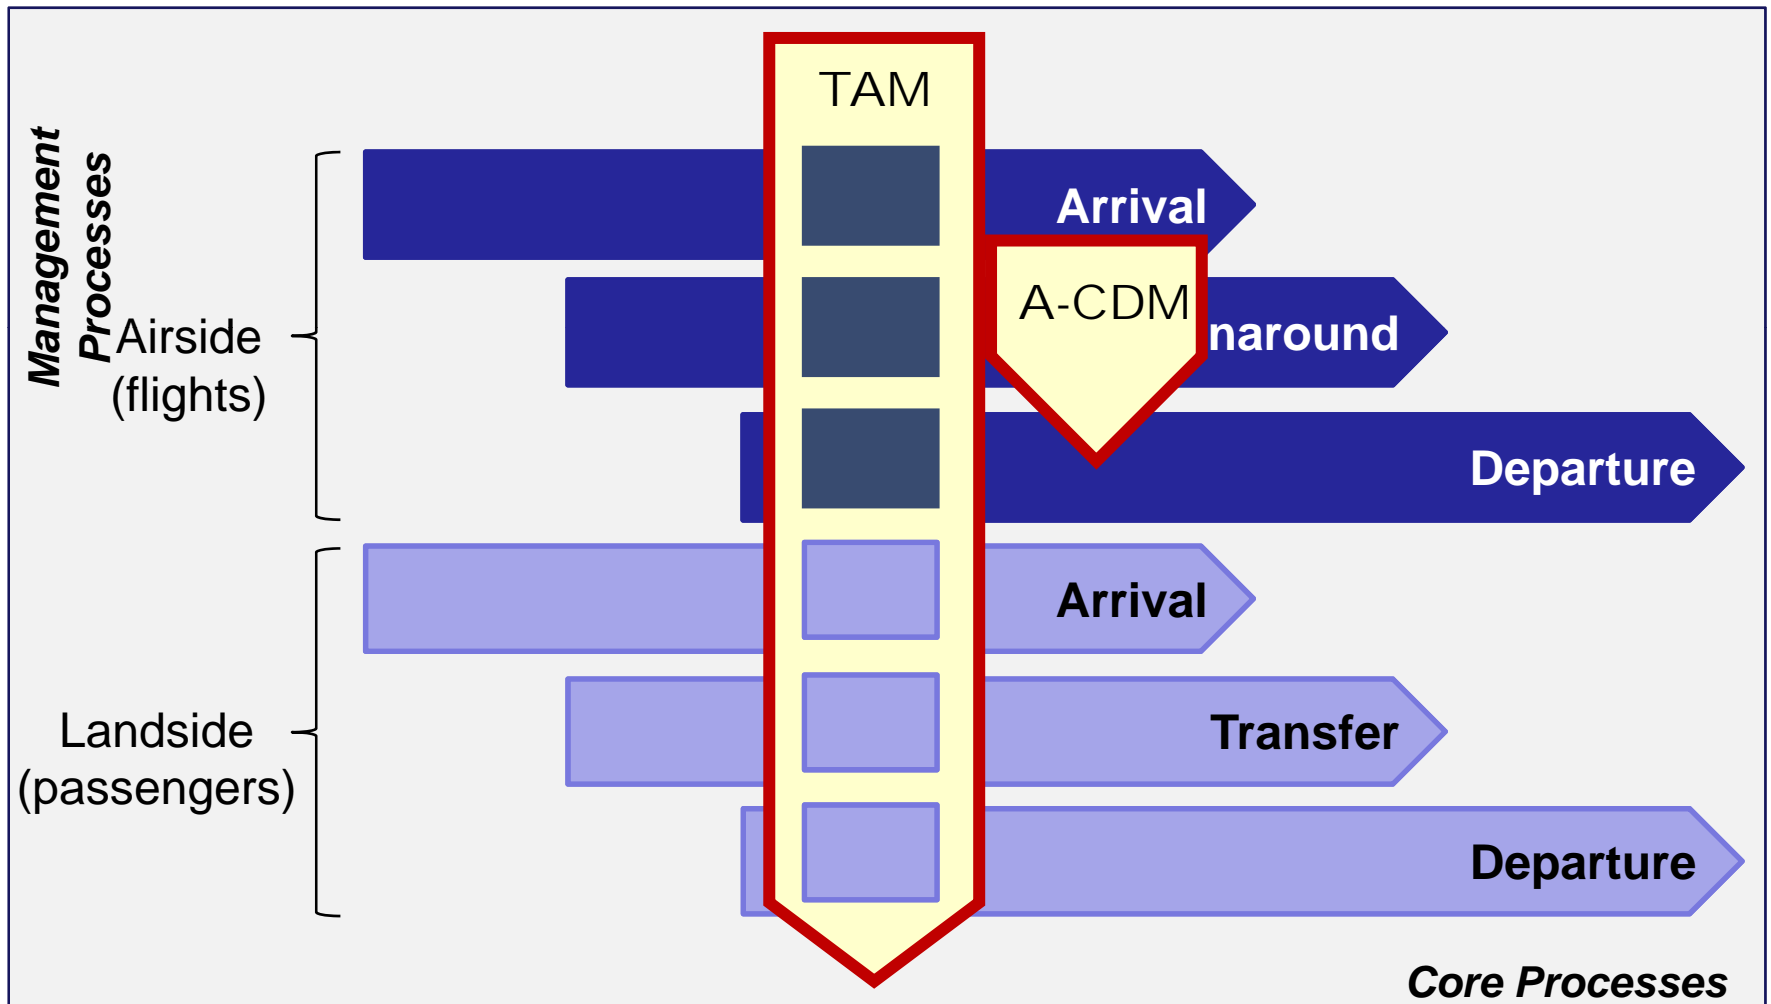 TAM
Management
Processes
Arrival
A-CDM
naround
Airside
(flights)
Departure
Arrival
Landside
(passengers)
Transfer
Departure
Core Processes